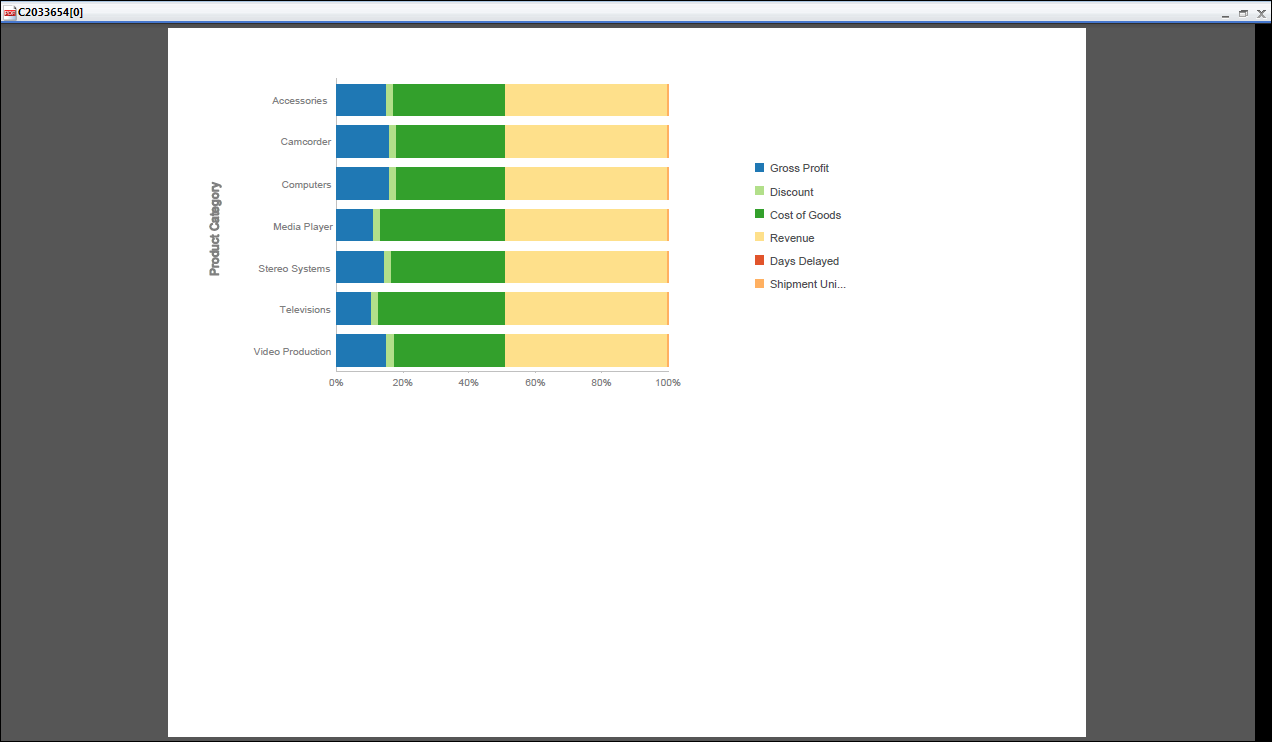 C2033654[0]
Product Category
Accessories
Camcorder
Computers
Media Player
Stereo Systems
Televisions
Video Production
0% 20% 40% 60% 80% 100%
Gross Profit
Discount
Cost of Goods
Revenue
Days Delayed
Shipment Uni...